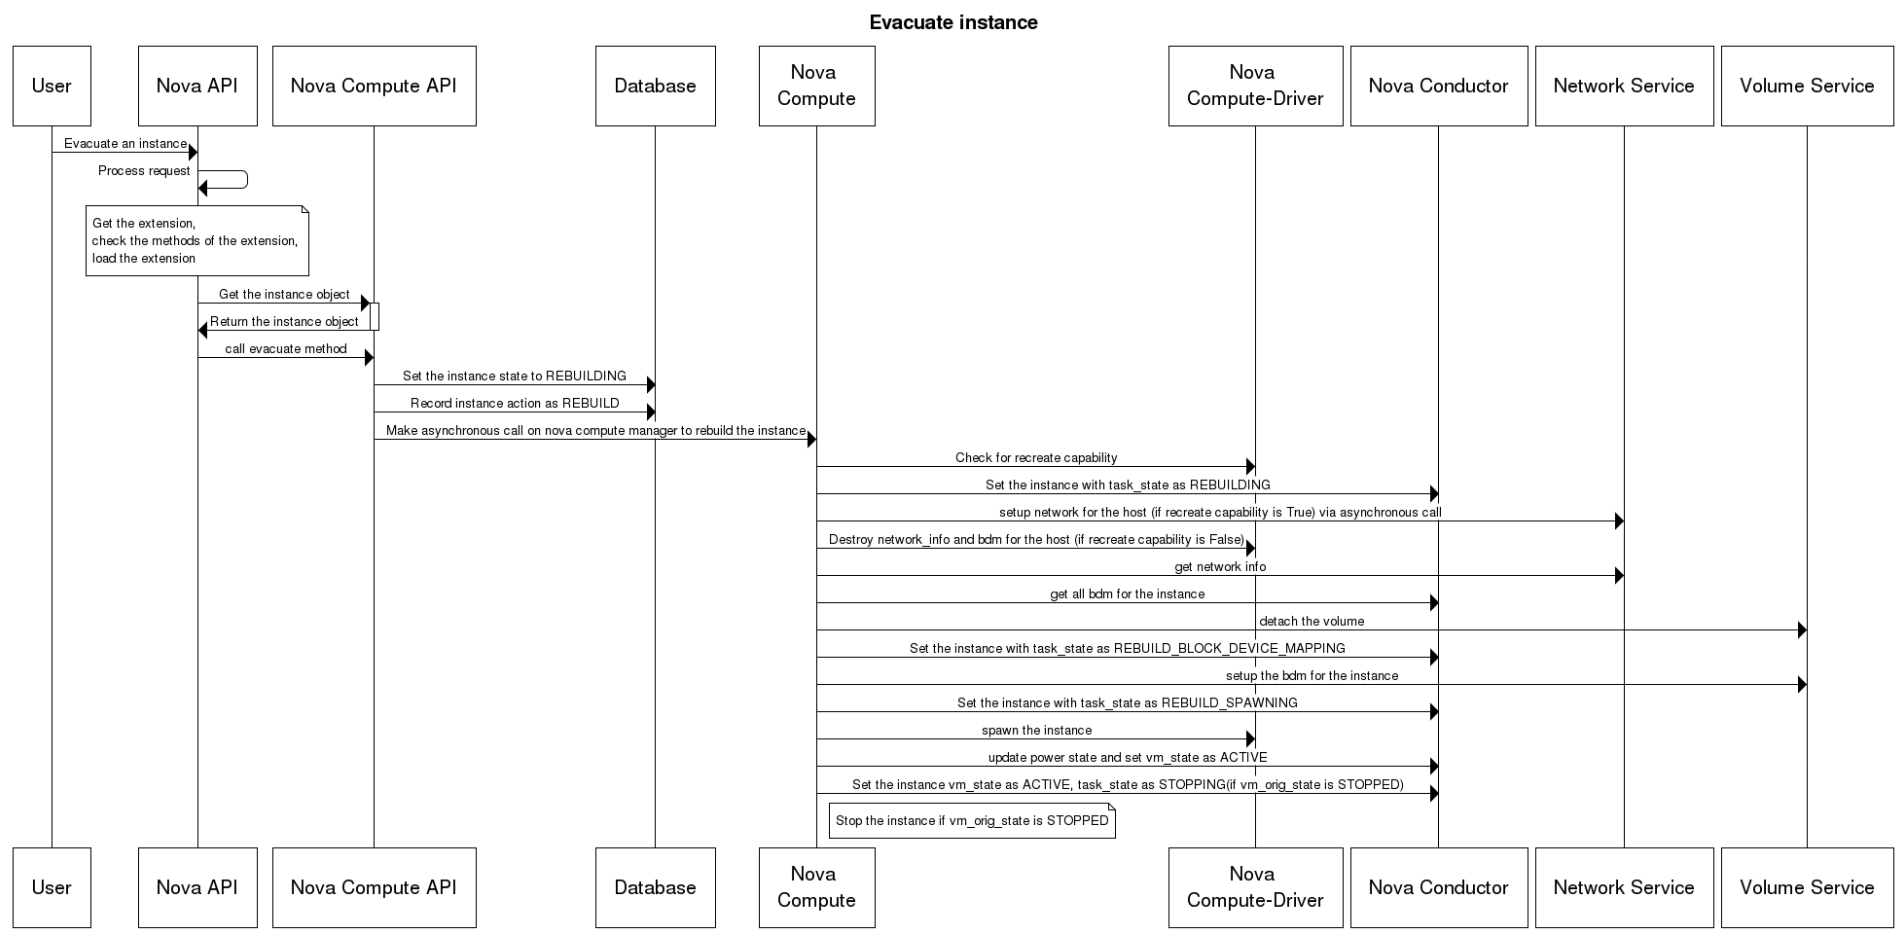 Evacuate instance
User
Nova API
Nova Compute API
Database
Nova
Compute
Nova
Compute-Driver
Nova Conductor
Network Service
Volume Service
Evacuate an instance
Process request
Get the extension,
check the methods of the extension,
load the extension
Get the instance object
Return the instance object
call evacuate method
Set the instance state to REBUILDING
Record instance action as REBUILD
Make asynchronous call on nova compute manager to rebuild the instance
Check for recreate capability
Set the instance with task_state as REBUILDING
setup network for the host (if recreate capability is True) via asynchronous call
Destroy network_info and bdm for the host (if recreate capability is False)
get network info
get all bdm for the instance
detach the volume
Set the instance with task_state as REBUILD_BLOCK_DEVICE_MAPPING
setup the bdm for the instance
Set the instance with task_state as REBUILD_SPAWNING
spawn the instance
update power state and set vm_state as ACTIVE
Set the instance vm_state as ACTIVE, task_state as STOPPING(if vm_orig_state is STOPPED)
Stop the instance if vm_orig_state is STOPPED
User
Nova API
Nova Compute API
Database
Nova
Compute
Nova
Compute-Driver
Nova Conductor
Network Service
Volume Service